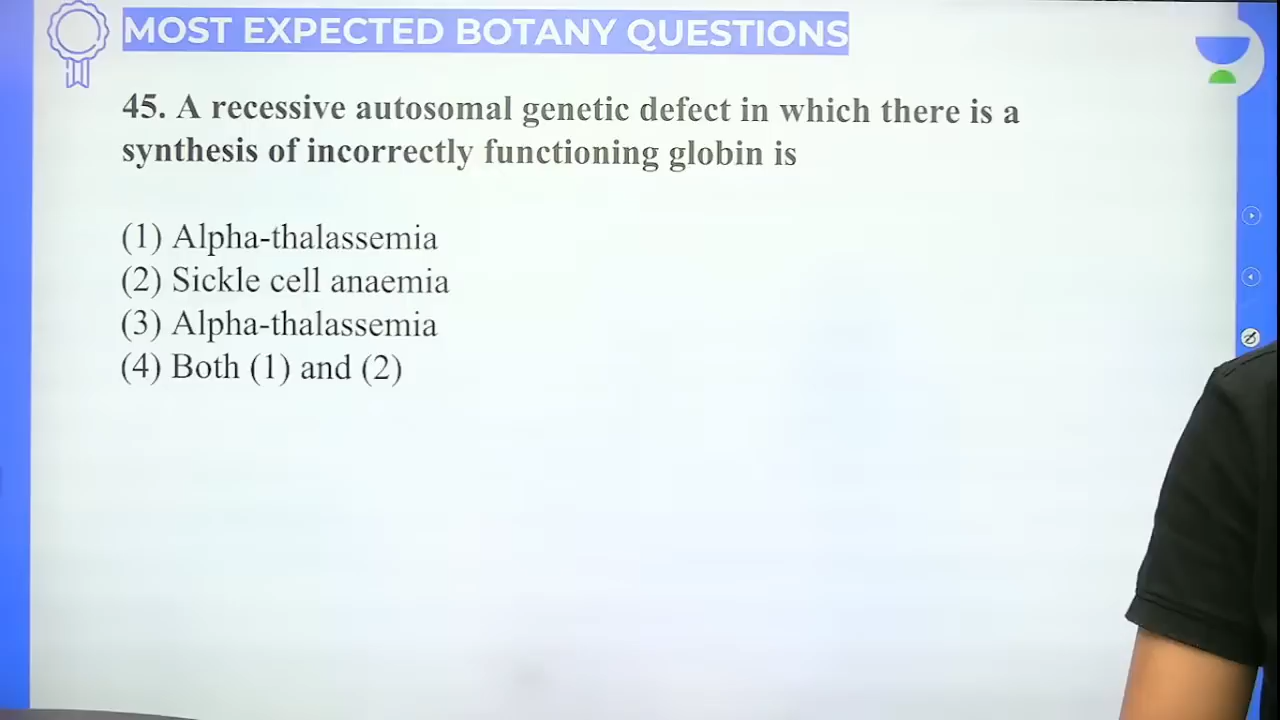 MOST EXPECTED BOTANY QUESTIONS
45. A recessive autosomal genetic defect in which there is a
synthesis of incorrectly functioning globin is
(1) Alpha-thalassemia
(2) Sickle cell anaemia
(3) Alpha-thalassemia
(4) Both (1) and (2)